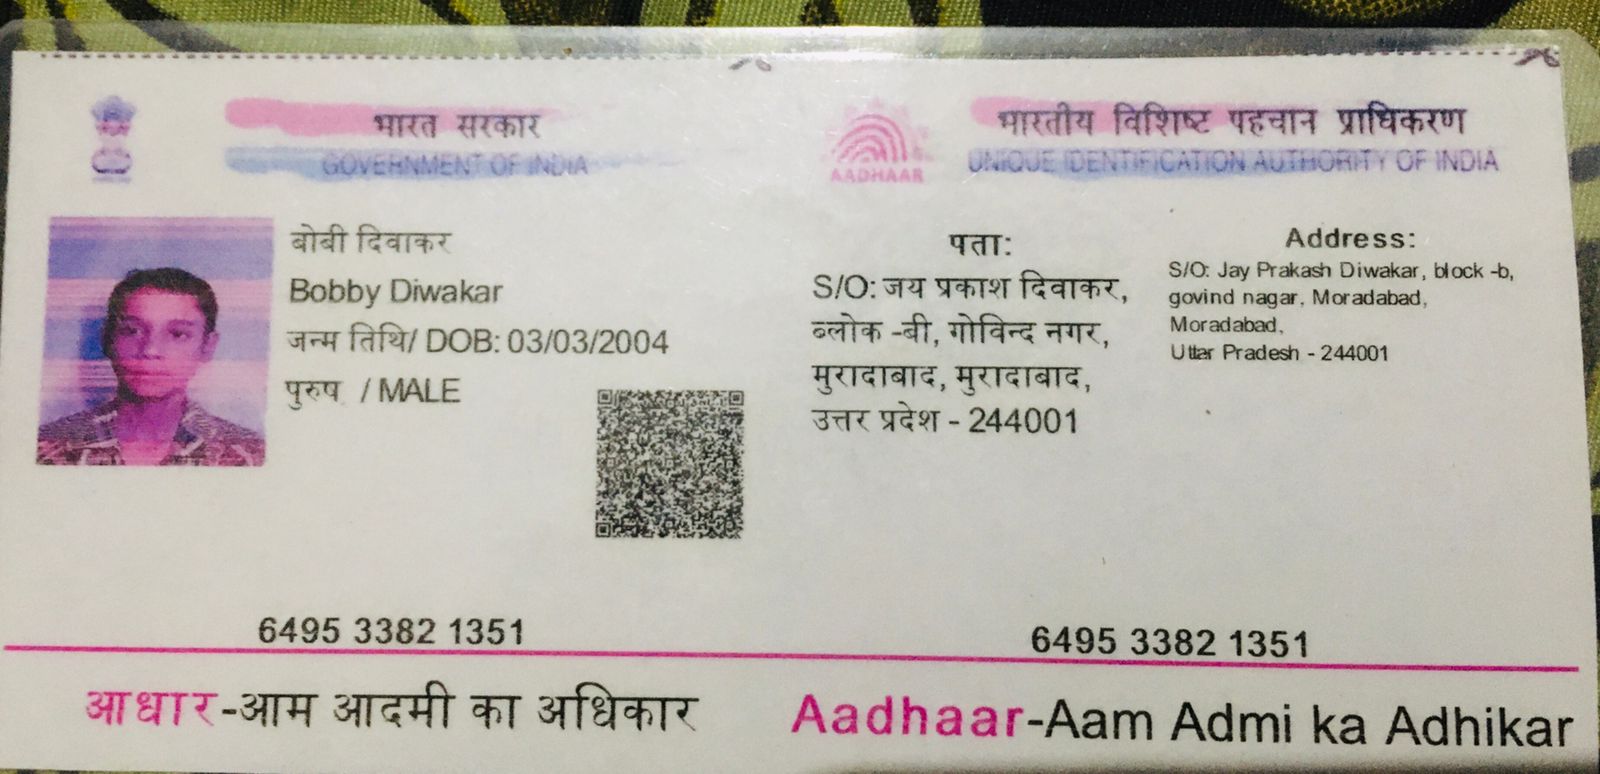 भारत सरकार
GOVERNMENT OF INDIA
बोबी दिवाकर
Bobby Diwakar
जन्म तिथि/ DOB: 03/03/2004
पुरुष / MALE
6495 3382 1351
आधार-आम आदमी का अधिकार
भारतीय विशिष्ट पहचान प्राधिकरण
UNIQUE IDENTIFICATION AUTHORITY OF INDIA
AADHAAR
पता:
S/O: जय प्रकाश दिवाकर,
ब्लोक -बी, गोविन्द नगर,
मुरादाबाद, मुरादाबाद,
उत्तर प्रदेश - 244001
Address:
S/O: Jay Prakash Diwakar, block -b,
govind nagar, Moradabad,
Moradabad,
Uttar Pradesh - 244001
6495 3382 1351
Aadhaar-Aam Admi ka Adhikar